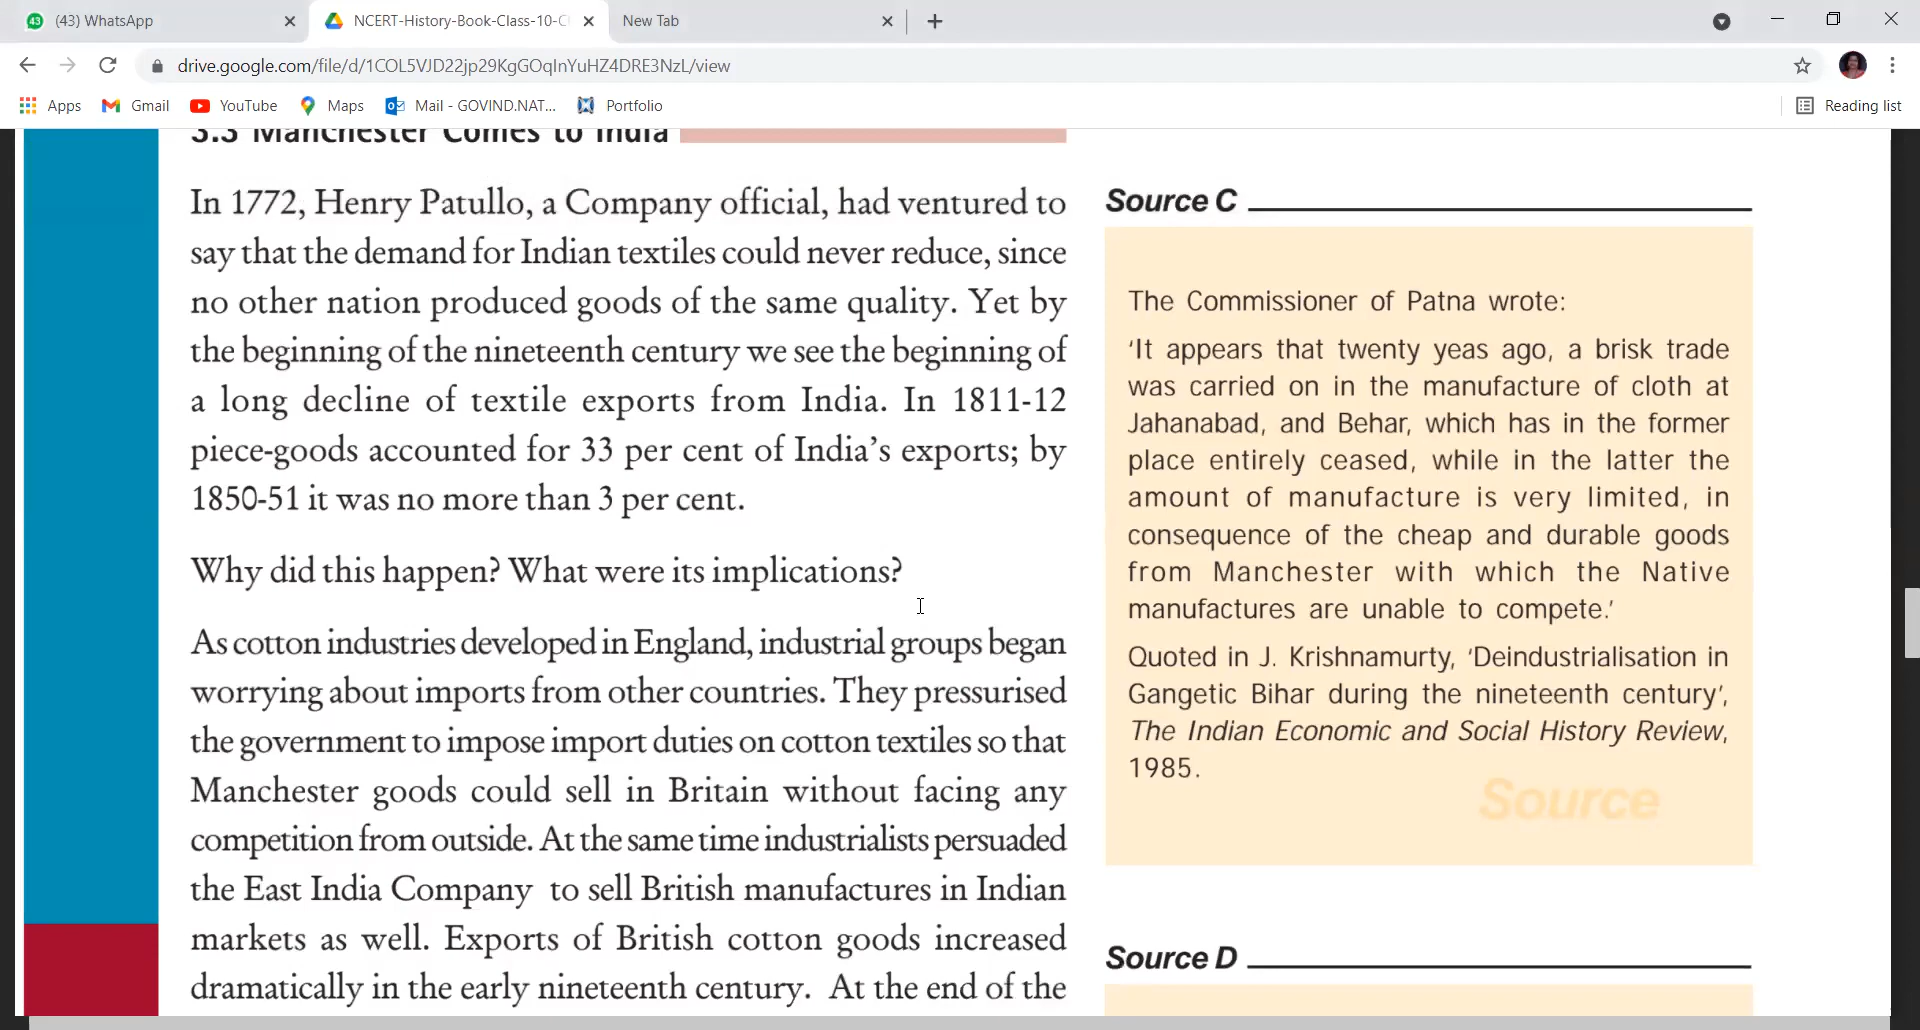 (43) WhatsApp
NCERT-History-Book-Class-10-C
New Tab
drive.google.com/file/d/1COL5VJD22jp29KgGOqInYuHZ4DRE3NzL/view
Apps
Gmail
YouTube
Maps
Mail - GOVIND.NAT...
Portfolio
Reading list
3.3 Manchester Comes to India
In 1772, Henry Patullo, a Company official, had ventured to
say that the demand for Indian textiles could never reduce, since
no other nation produced goods of the same quality. Yet by
the beginning of the nineteenth century we see the beginning of
a long decline of textile exports from India. In 1811-12
piece-goods accounted for 33 per cent of India's exports; by
1850-51 it was no more than 3 per cent.
Why did this happen? What were its implications?
As cotton industries developed in England, industrial groups began
worrying about imports from other countries. They pressurised
the government to impose import duties on cotton textiles so that
Manchester goods could sell in Britain without facing any
competition from outside. At the same time industrialists persuaded
the East India Company to sell British manufactures in Indian
markets as well. Exports of British cotton goods increased
dramatically in the early nineteenth century. At the end of the
Source C
The Commissioner of Patna wrote:
'It appears that twenty yeas ago, a brisk trade
was carried on in the manufacture of cloth at
Jahanabad, and Behar, which has in the former
place entirely ceased, while in the latter the
amount of manufacture is very limited, in
consequence of the cheap and durable goods
from Manchester with which the Native
manufactures are unable to compete.'
Quoted in J. Krishnamurty, 'Deindustrialisation in
Gangetic Bihar during the nineteenth century',
The Indian Economic and Social History Review,
1985.
Source
Source D